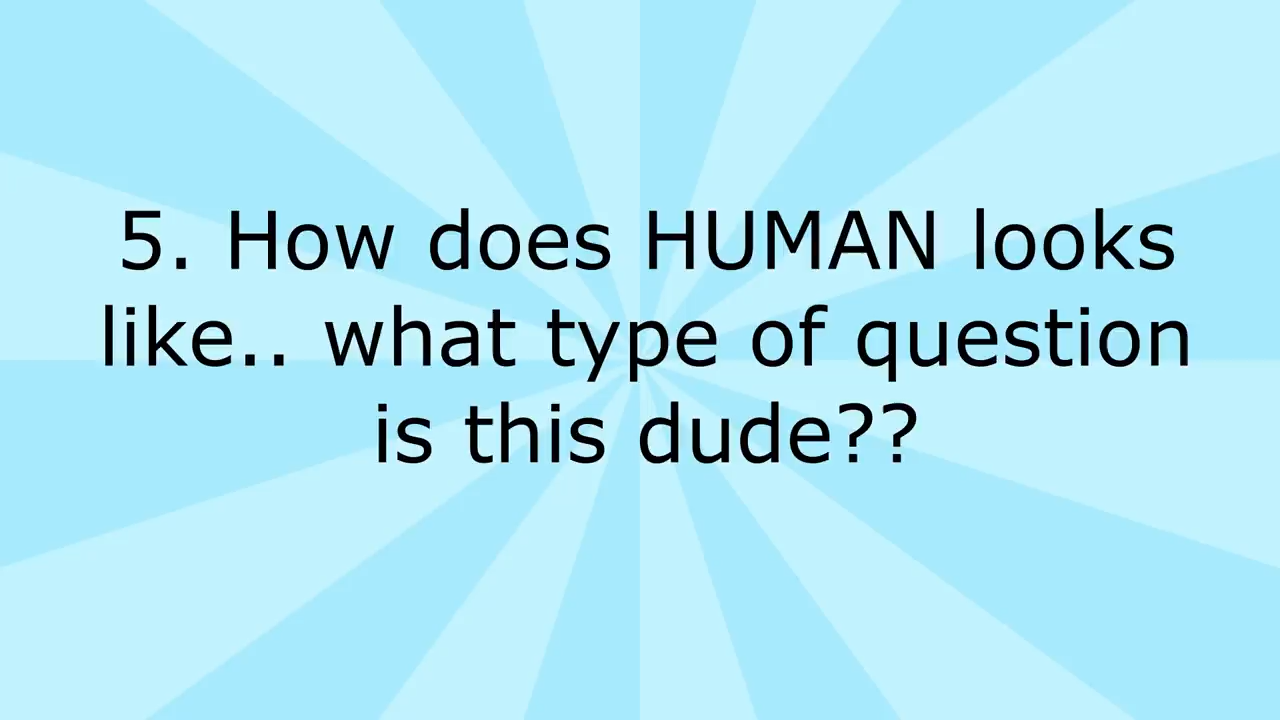 5. How does HUMAN looks
like.. what type of question
is this dude??